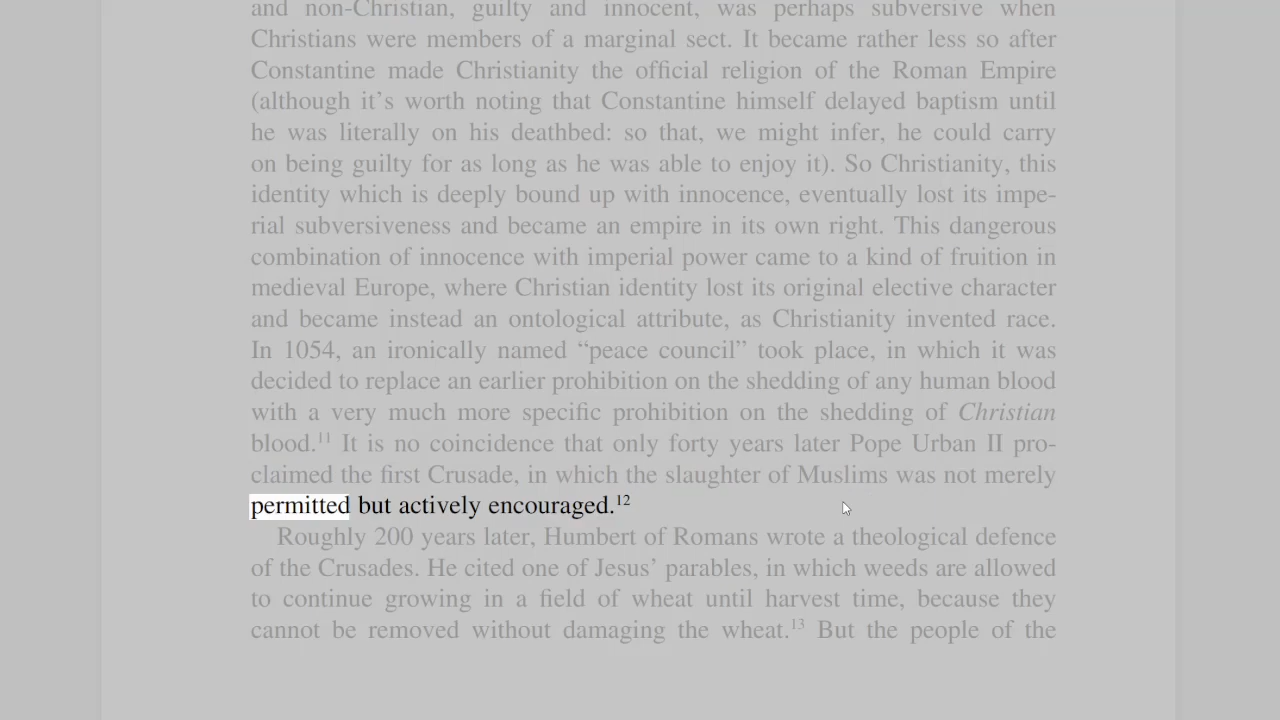 and non-Christian, guilty and innocent, was perhaps subversive when
Christians were members of a marginal sect. It became rather less so after
Constantine made Christianity the official religion of the Roman Empire
(although it’s worth noting that Constantine himself delayed baptism until
he was literally on his deathbed: so that, we might infer, he could carry
on being guilty for as long as he was able to enjoy it). So Christianity, this
identity which is deeply bound up with innocence, eventually lost its impe-
rial subversiveness and became an empire in its own right. This dangerous
combination of innocence with imperial power came to a kind of fruition in
medieval Europe, where Christian identity lost its original elective character
and became instead an ontological attribute, as Christianity invented race.
In 1054, an ironically named “peace council” took place, in which it was
decided to replace an earlier prohibition on the shedding of any human blood
with a very much more specific prohibition on the shedding of Christian
blood.¹¹ It is no coincidence that only forty years later Pope Urban II pro-
claimed the first Crusade, in which the slaughter of Muslims was not merely
permitted but actively encouraged.¹²
Roughly 200 years later, Humbert of Romans wrote a theological defence
of the Crusades. He cited one of Jesus’ parables, in which weeds are allowed
to continue growing in a field of wheat until harvest time, because they
cannot be removed without damaging the wheat.¹³ But the people of the